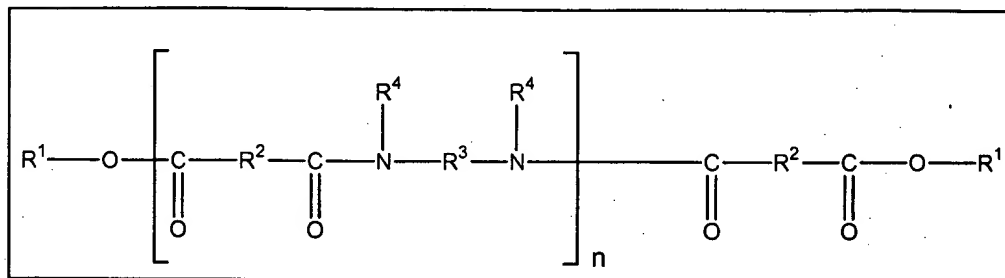 R⁴ R⁴
R¹ O C R² C N R³ N C R² C O R¹
O O O O
n